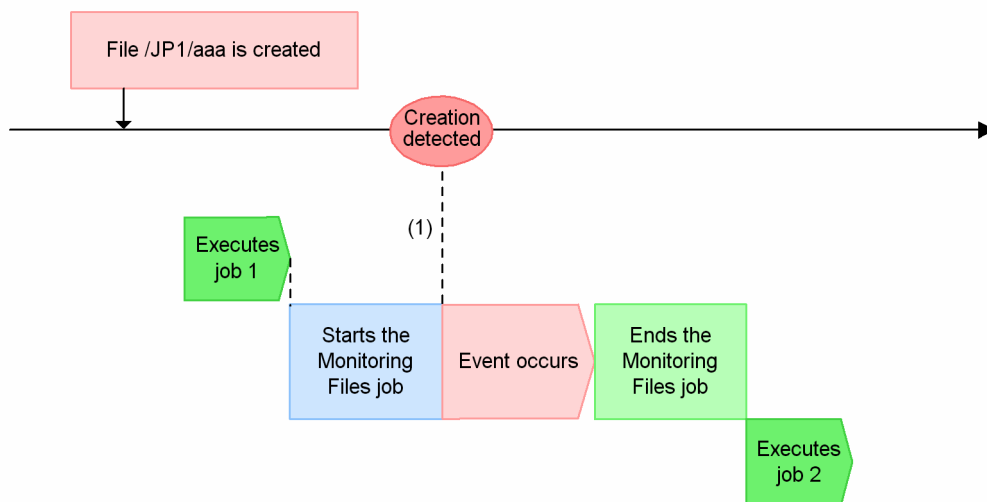 File /JP1/aaa is created
Creation
detected
(1)
Executes
job 1
Starts the
Monitoring
Files job
Event occurs
Ends the
Monitoring
Files job
Executes
job 2